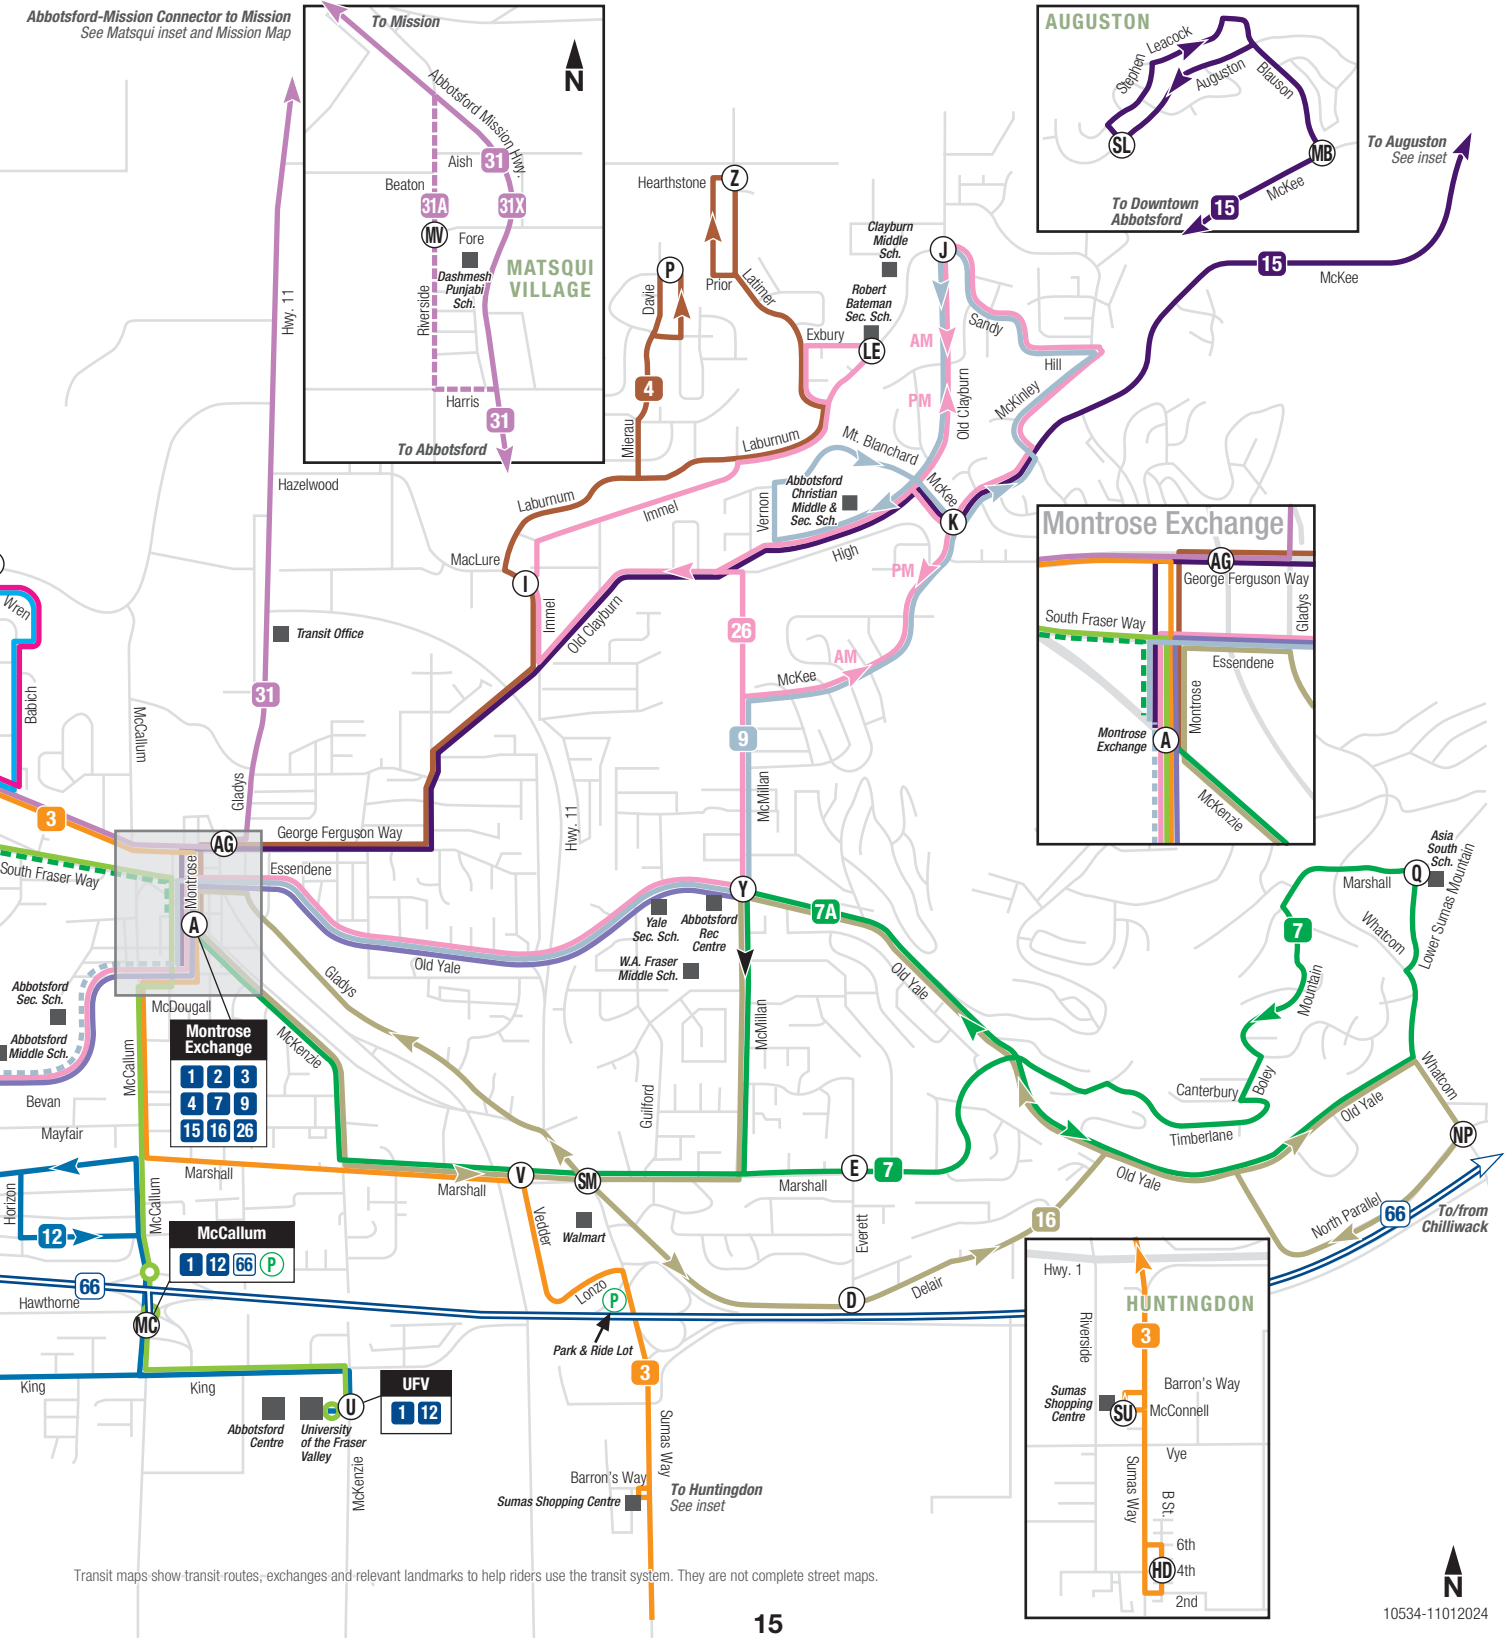 Abbotsford-Mission Connector to Mission
See Matsqui inset and Mission Map
To Mission
N
Abbotsford Mission Hwy.
Aish
31
Beaton
31A
31X
MV
Fore
Dashmesh
Punjabi
Sch.
MATSQUI
VILLAGE
Riverside
Harris
31
To Abbotsford
AUGUSTON
Stephen Leacock
Auguston
Blauson
SL
MB
McKee
To Downtown
Abbotsford
15
To Auguston
See inset
15
McKee
Hwy. 11
Hearthstone
Z
P
Davie
Prior
Latimer
Clayburn
Middle
Sch.
J
Robert
Bateman
Sec. Sch.
Exbury
LE
AM
Sandy
Hill
PM
Old Clayburn
McKinley
4
Mierau
Laburnum
Mt. Blanchard
McKee
Abbotsford
Christian
Middle &
Sec. Sch.
Vernon
Hazelwood
Laburnum
Immel
K
High
MacLure
I
PM
Immel
Old Clayburn
Wren
Transit Office
26
AM
McKee
Babich
31
McCallum
9
McMillan
Gladys
Hwy. 11
3
AG
George Ferguson Way
South Fraser Way
Essendene
Montrose
A
Y
7A
Yale
Sec. Sch.
Abbotsford
Rec
Centre
W.A. Fraser
Middle Sch.
Old Yale
Gladys
Old Yale
Montrose Exchange
AG
George Ferguson Way
South Fraser Way
Gladys
Essendene
Montrose
Montrose
Exchange
A
McKenzie
Asia
South
Sch.
Marshall
Q
Whatcom
Lower Sumas Mountain
7
Mountain
Abbotsford
Sec. Sch.
Abbotsford
Middle Sch.
McDougall
McKenzie
McCallum
Bevan
Mayfair
Montrose
Exchange
1 2 3
4 7 9
15 16 26
McMillan
Guilford
Canterbury
Boley
Timberlane
Old Yale
Whatcom
NP
Marshall
Marshall
V
SM
Marshall
E
7
Old Yale
Horizon
McCallum
12
McCallum
1 12 66 P
Vedder
Walmart
Everett
16
North Parallel
66
To/from
Chilliwack
66
Hawthorne
MC
Lonzo
P
D
Delair
Park & Ride Lot
3
King
King
UFV
1 12
U
Abbotsford
Centre
University
of the Fraser
Valley
McKenzie
Sumas Way
Barron's Way
Sumas Shopping Centre
To Huntingdon
See inset
Hwy. 1
HUNTINGDON
Riverside
3
Barron's Way
Sumas
Shopping
Centre
SU
McConnell
Vye
Sumas Way
B St.
6th
HD
4th
2nd
N
Transit maps show transit routes, exchanges and relevant landmarks to help riders use the transit system. They are not complete street maps.
15
10534-11012024